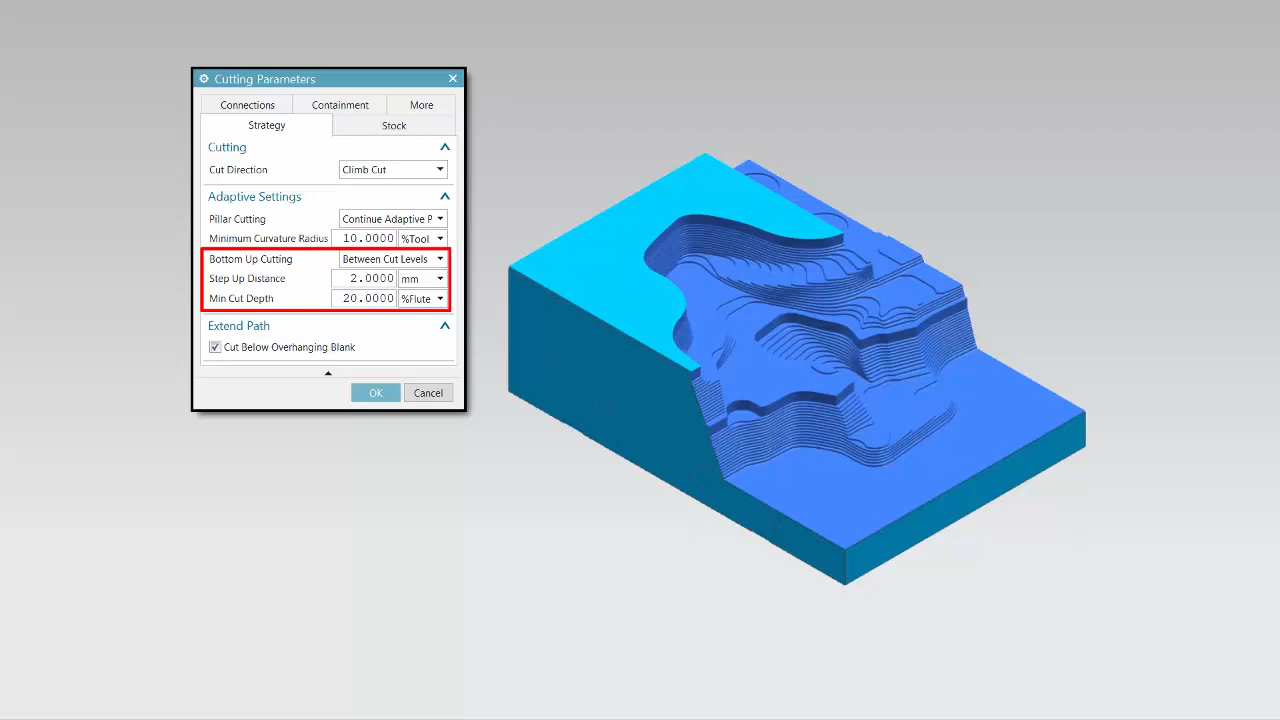 Cutting Parameters
Connections Containment More
Strategy Stock
Cutting
Cut Direction Climb Cut
Adaptive Settings
Pillar Cutting Continue Adaptive P
Minimum Curvature Radius 10.0000 %Tool
Bottom Up Cutting Between Cut Levels
Step Up Distance 2.0000 mm
Min Cut Depth 20.0000 %Flute
Extend Path
Cut Below Overhanging Blank
OK Cancel